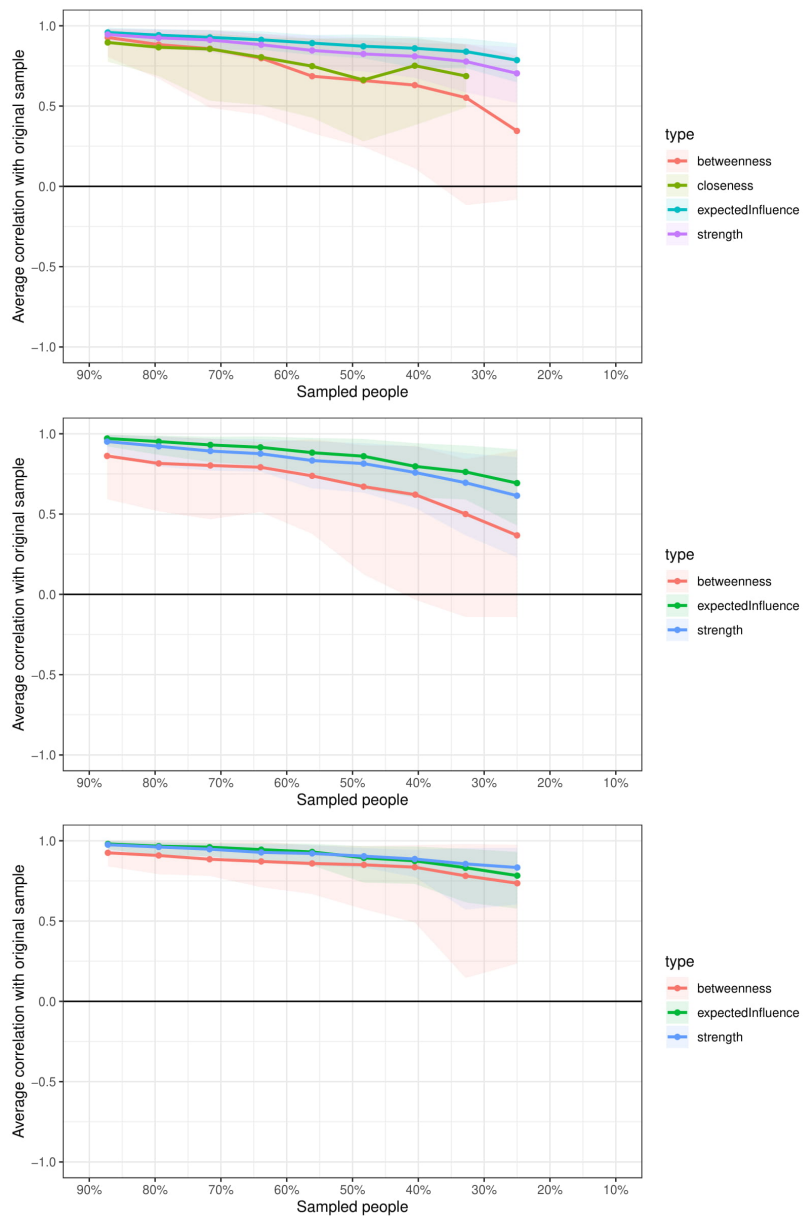 Average correlation with original sample
1.0
0.5
0.0
−0.5
−1.0
90% 80% 70% 60% 50% 40% 30% 20% 10%
Sampled people
type
betweenness
closeness
expectedInfluence
strength
Average correlation with original sample
1.0
0.5
0.0
−0.5
−1.0
90% 80% 70% 60% 50% 40% 30% 20% 10%
Sampled people
type
betweenness
expectedInfluence
strength
Average correlation with original sample
1.0
0.5
0.0
−0.5
−1.0
90% 80% 70% 60% 50% 40% 30% 20% 10%
Sampled people
type
betweenness
expectedInfluence
strength